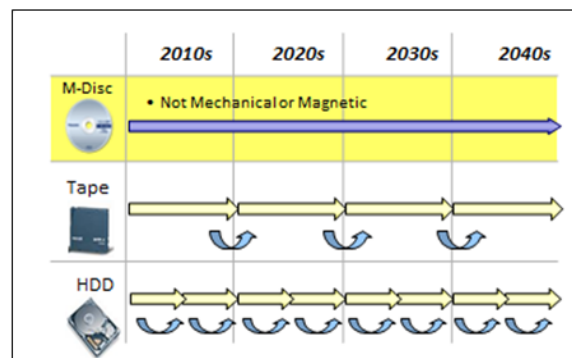 2010s 2020s 2030s 2040s
M-Disc
• Not Mechanical or Magnetic
Tape
HDD